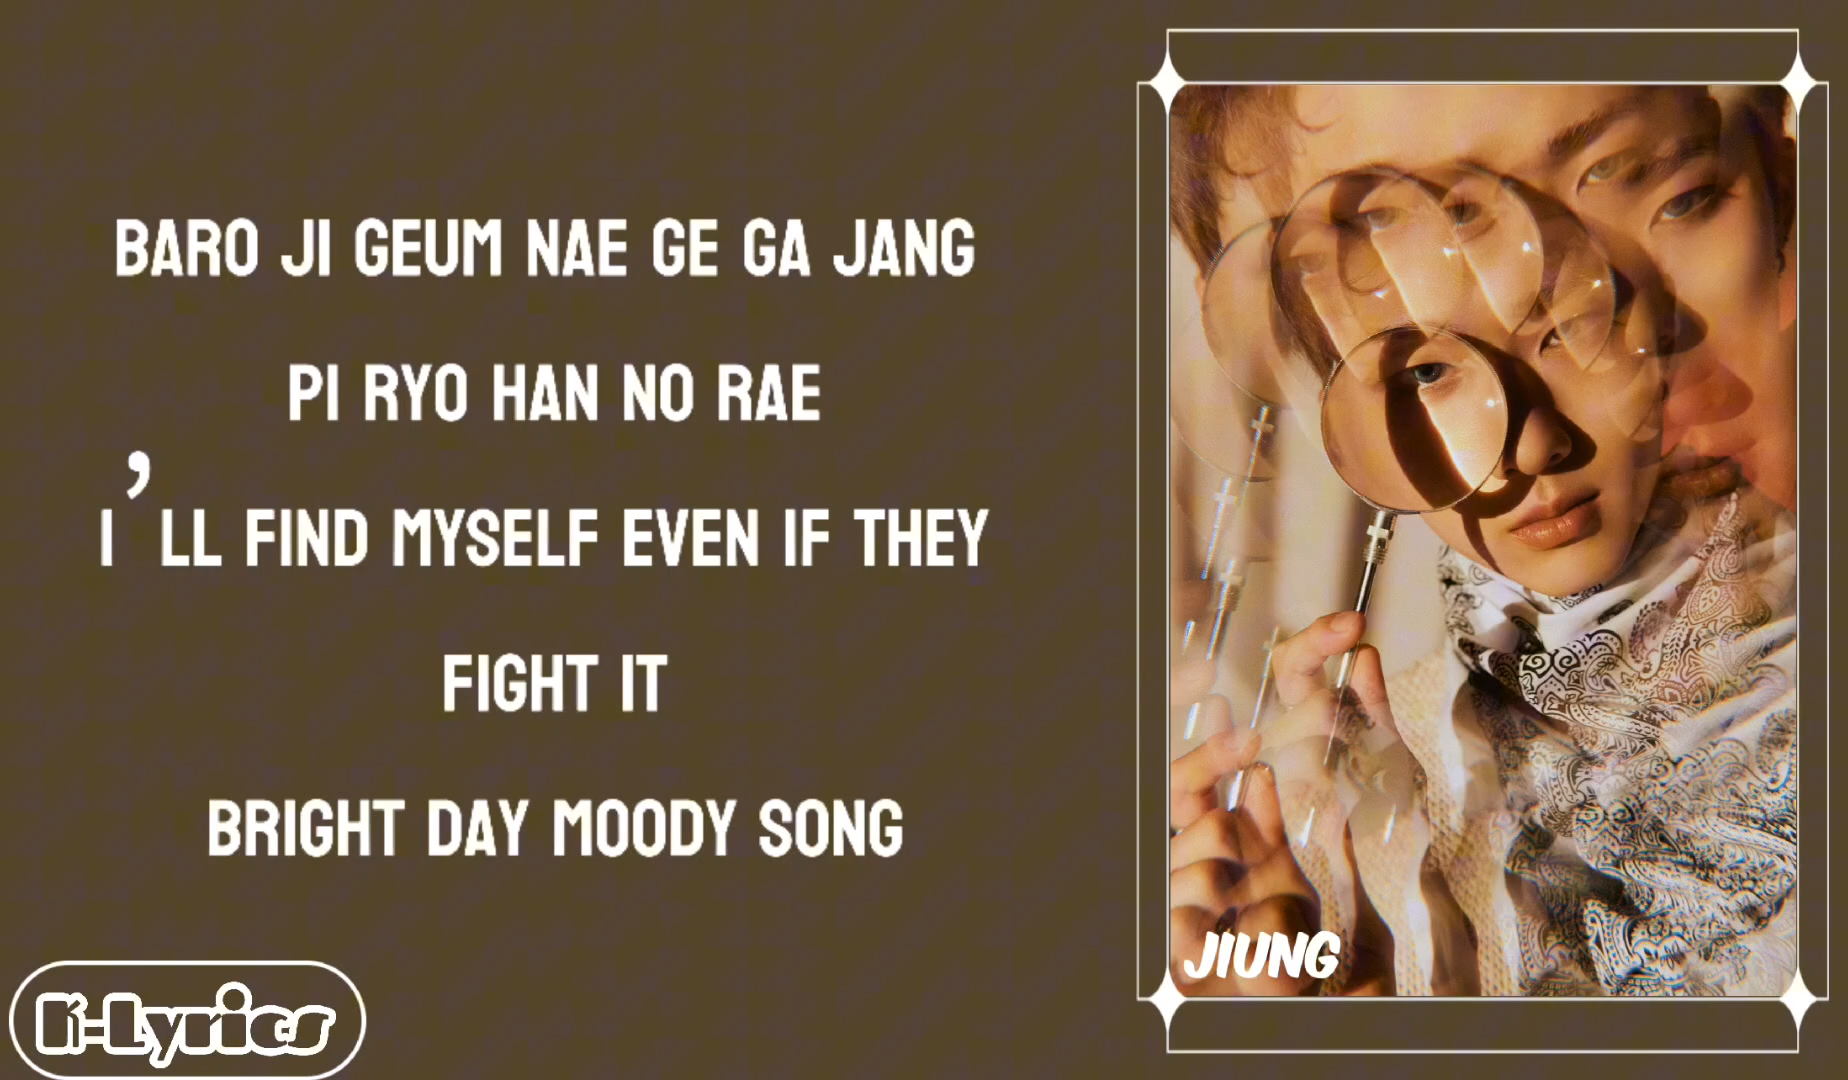 BARO JI GEUM NAE GE GA JANG
PI RYO HAN NO RAE
I’LL FIND MYSELF EVEN IF THEY
FIGHT IT
BRIGHT DAY MOODY SONG
JIUNG
K-Lyrics